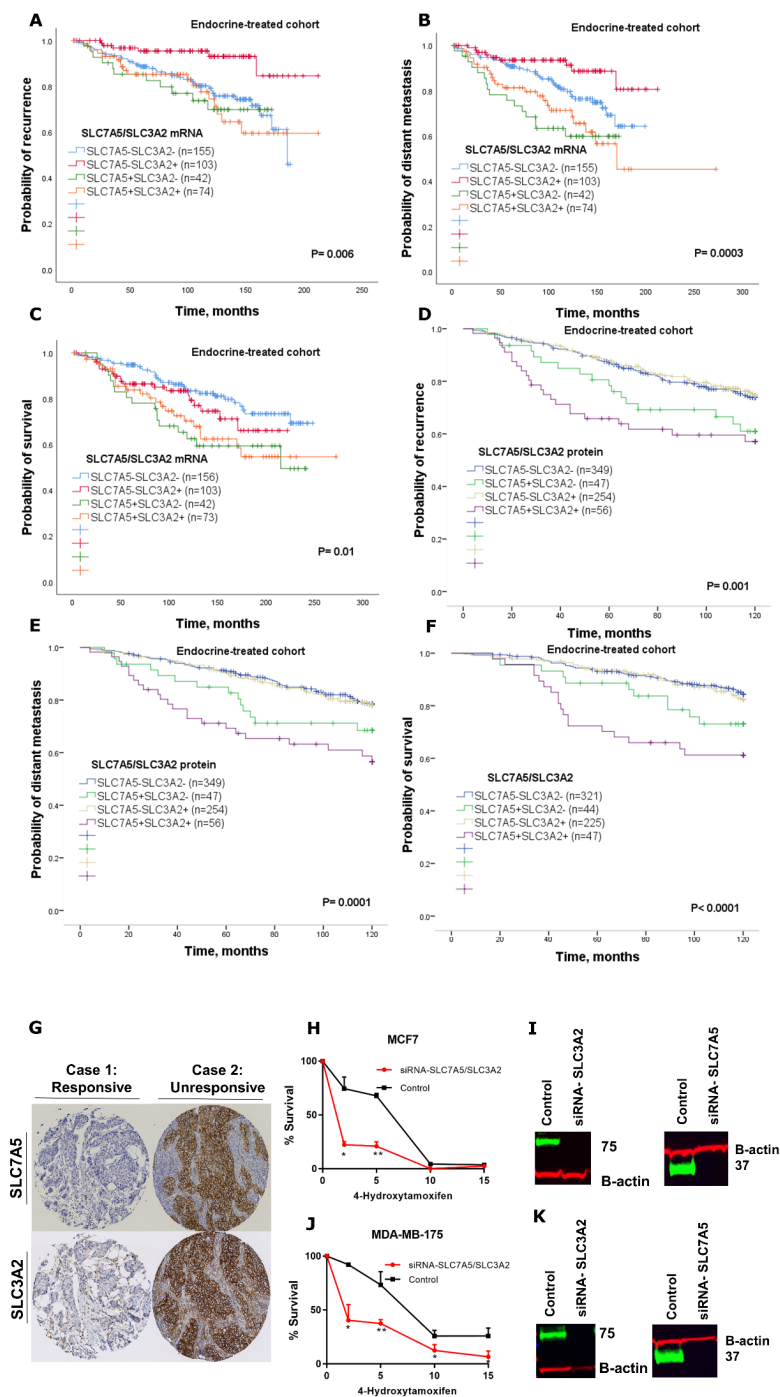 A
Endocrine-treated cohort
Probability of recurrence
1.0
0.8
0.6
0.4
0.2
0.0
SLC7A5/SLC3A2 mRNA
SLC7A5-SLC3A2- (n=155)
SLC7A5-SLC3A2+ (n=103)
SLC7A5+SLC3A2- (n=42)
SLC7A5+SLC3A2+ (n=74)
P= 0.006
0 50 100 150 200 250
Time, months
B
Endocrine-treated cohort
Probability of distant metastasis
1.0
0.8
0.6
0.4
0.2
0.0
SLC7A5/SLC3A2 mRNA
SLC7A5-SLC3A2- (n=155)
SLC7A5-SLC3A2+ (n=103)
SLC7A5+SLC3A2- (n=42)
SLC7A5+SLC3A2+ (n=74)
P= 0.0003
0 50 100 150 200 250 300
Time, months
C
Endocrine-treated cohort
Probability of survival
1.0
0.8
0.6
0.4
0.2
0.0
SLC7A5/SLC3A2 mRNA
SLC7A5-SLC3A2- (n=156)
SLC7A5-SLC3A2+ (n=103)
SLC7A5+SLC3A2- (n=42)
SLC7A5+SLC3A2+ (n=73)
P= 0.01
0 50 100 150 200 250 300
Time, months
D
Endocrine-treated cohort
Probability of recurrence
1.0
0.8
0.6
0.4
0.2
0.0
SLC7A5/SLC3A2 protein
SLC7A5-SLC3A2- (n=349)
SLC7A5+SLC3A2- (n=47)
SLC7A5-SLC3A2+ (n=254)
SLC7A5+SLC3A2+ (n=56)
P= 0.001
0 20 40 60 80 100 120
Time, months
E
Endocrine-treated cohort
Probability of distant metastasis
1.0
0.8
0.6
0.4
0.2
0.0
SLC7A5/SLC3A2 protein
SLC7A5-SLC3A2- (n=349)
SLC7A5+SLC3A2- (n=47)
SLC7A5-SLC3A2+ (n=254)
SLC7A5+SLC3A2+ (n=56)
P= 0.0001
0 20 40 60 80 100 120
Time, months
F
Endocrine-treated cohort
Probability of survival
1.0
0.8
0.6
0.4
0.2
0.0
SLC7A5/SLC3A2
SLC7A5-SLC3A2- (n=321)
SLC7A5+SLC3A2- (n=44)
SLC7A5-SLC3A2+ (n=225)
SLC7A5+SLC3A2+ (n=47)
P< 0.0001
0 20 40 60 80 100 120
Time, months
G
Case 1:
Responsive
Case 2:
Unresponsive
SLC7A5
SLC3A2
H
MCF7
% Survival
100
50
0
siRNA-SLC7A5/SLC3A2
Control
*
**
0 5 10 15
4-Hydroxytamoxifen
I
Control
siRNA- SLC3A2
75
B-actin
Control
siRNA- SLC7A5
B-actin
37
J
MDA-MB-175
% Survival
100
50
0
siRNA-SLC7A5/SLC3A2
Control
*
**
*
0 5 10 15
4-Hydroxytamoxifen
K
Control
siRNA- SLC3A2
75
B-actin
Control
siRNA- SLC7A5
B-actin
37